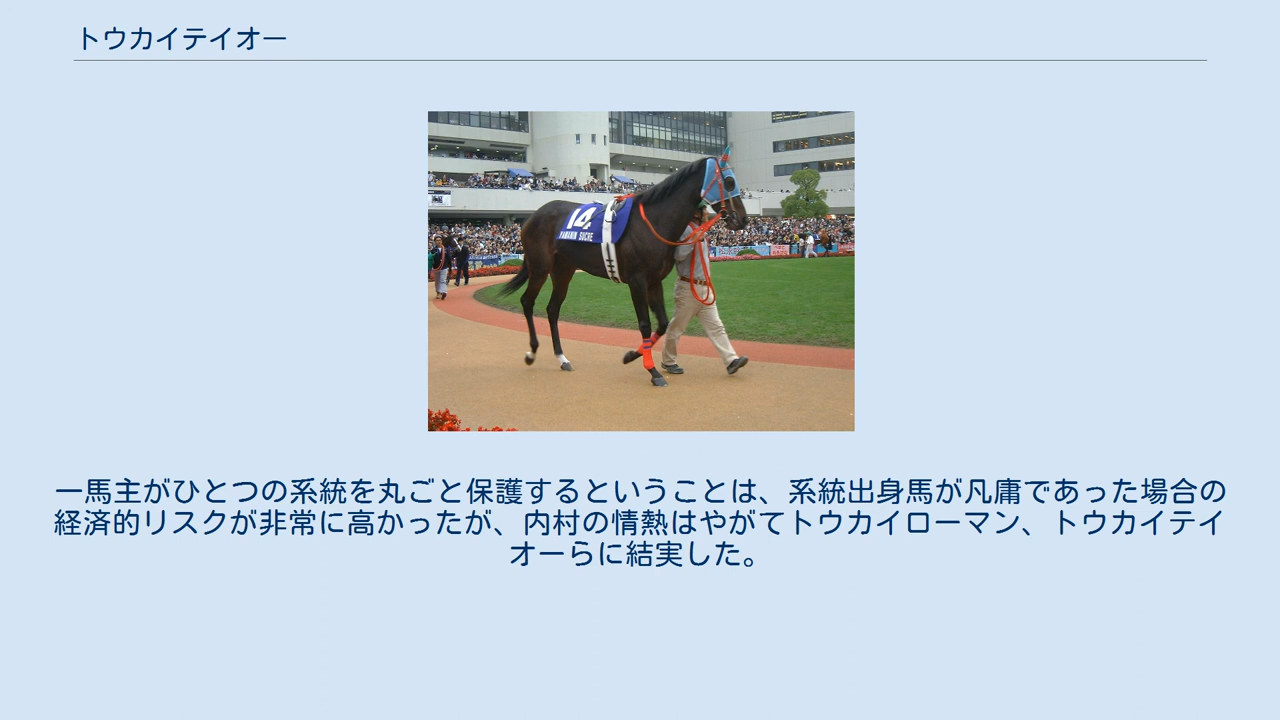 トウカイテイオー
14
YAMANIN SUCRE
一馬主がひとつの系統を丸ごと保護するということは、系統出身馬が凡庸であった場合の
経済的リスクが非常に高かったが、内村の情熱はやがてトウカイローマン、トウカイテイ
オーらに結実した。